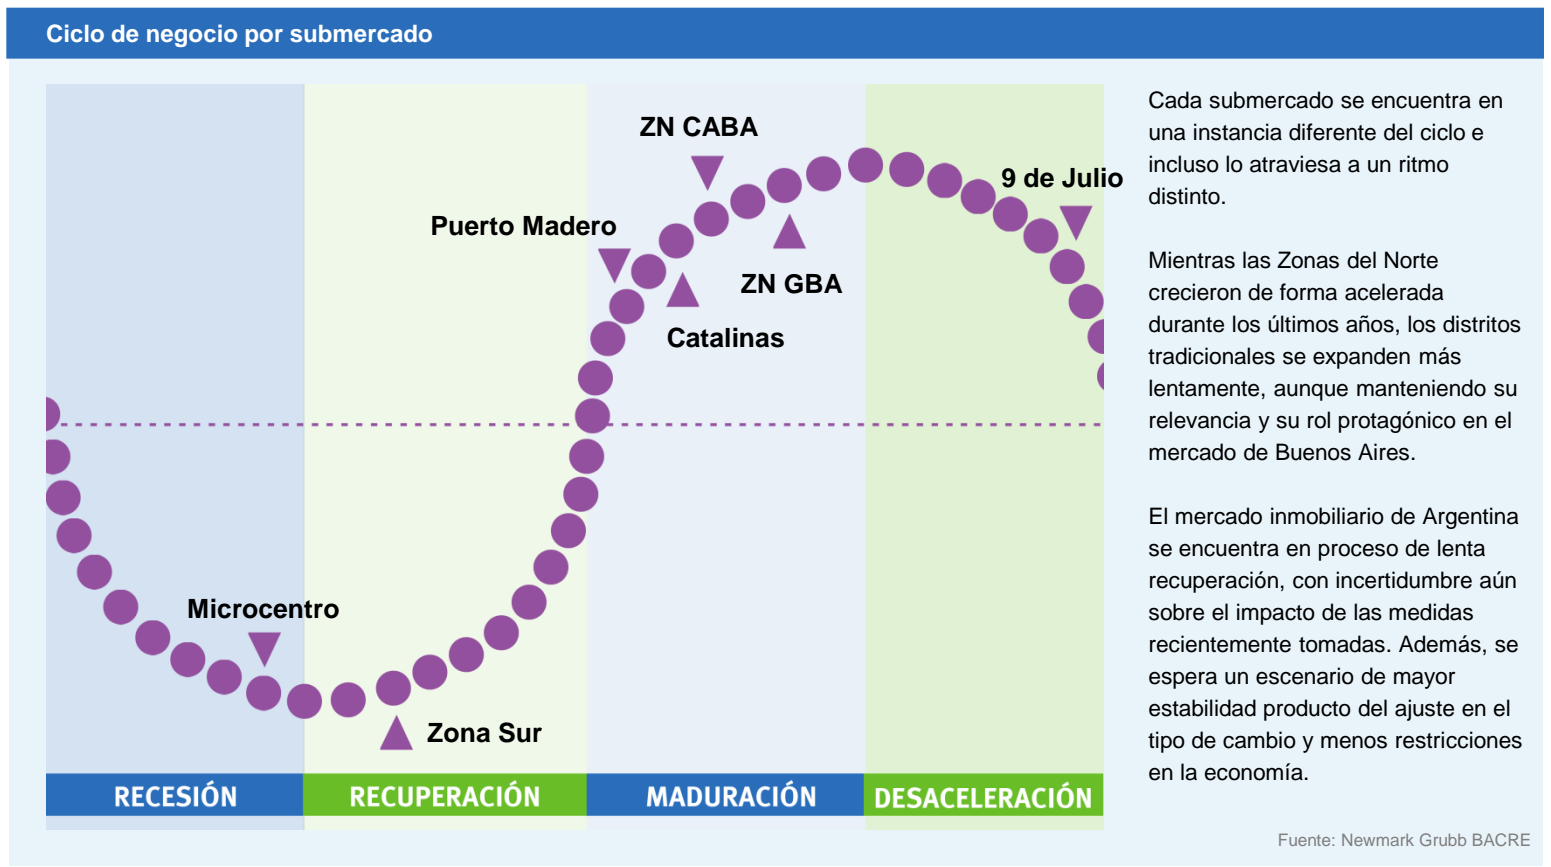 Ciclo de negocio por submercado
ZN CABA
9 de Julio
Puerto Madero
ZN GBA
Catalinas
Microcentro
Zona Sur
RECESIÓN
RECUPERACIÓN
MADURACIÓN
DESACELERACIÓN
Cada submercado se encuentra en
una instancia diferente del ciclo e
incluso lo atraviesa a un ritmo
distinto.
Mientras las Zonas del Norte
crecieron de forma acelerada
durante los últimos años, los distritos
tradicionales se expanden más
lentamente, aunque manteniendo su
relevancia y su rol protagónico en el
mercado de Buenos Aires.
El mercado inmobiliario de Argentina
se encuentra en proceso de lenta
recuperación, con incertidumbre aún
sobre el impacto de las medidas
recientemente tomadas. Además, se
espera un escenario de mayor
estabilidad producto del ajuste en el
tipo de cambio y menos restricciones
en la economía.
Fuente: Newmark Grubb BACRE